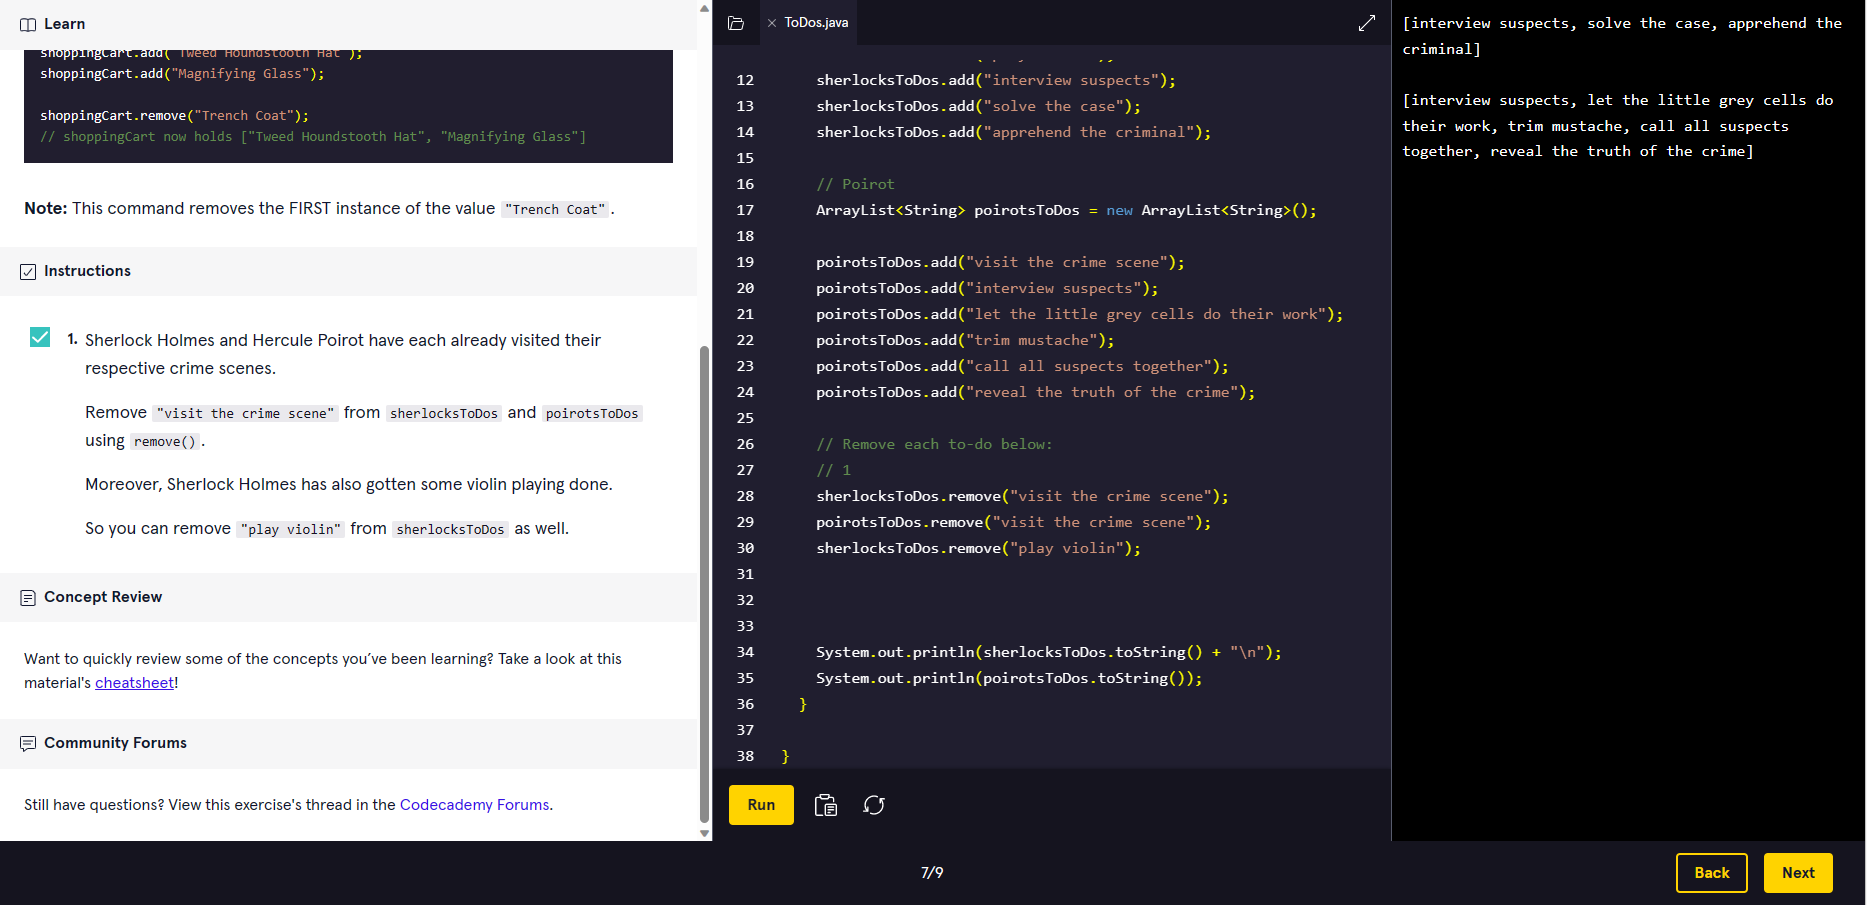 Learn
shoppingCart.add("Tweed Houndstooth Hat");
shoppingCart.add("Magnifying Glass");
shoppingCart.remove("Trench Coat");
// shoppingCart now holds ["Tweed Houndstooth Hat", "Magnifying Glass"]
Note: This command removes the FIRST instance of the value "Trench Coat".
Instructions
1. Sherlock Holmes and Hercule Poirot have each already visited their
respective crime scenes.
Remove "visit the crime scene" from sherlocksToDos and poirotsToDos
using remove().
Moreover, Sherlock Holmes has also gotten some violin playing done.
So you can remove "play violin" from sherlocksToDos as well.
Concept Review
Want to quickly review some of the concepts you've been learning? Take a look at this
material's cheatsheet!
Community Forums
Still have questions? View this exercise's thread in the Codecademy Forums.
ToDos.java
12 sherlocksToDos.add("interview suspects");
13 sherlocksToDos.add("solve the case");
14 sherlocksToDos.add("apprehend the criminal");
15
16 // Poirot
17 ArrayList<String> poirotsToDos = new ArrayList<String>();
18
19 poirotsToDos.add("visit the crime scene");
20 poirotsToDos.add("interview suspects");
21 poirotsToDos.add("let the little grey cells do their work");
22 poirotsToDos.add("trim mustache");
23 poirotsToDos.add("call all suspects together");
24 poirotsToDos.add("reveal the truth of the crime");
25
26 // Remove each to-do below:
27 // 1
28 sherlocksToDos.remove("visit the crime scene");
29 poirotsToDos.remove("visit the crime scene");
30 sherlocksToDos.remove("play violin");
31
32
33
34 System.out.println(sherlocksToDos.toString() + "\n");
35 System.out.println(poirotsToDos.toString());
36 }
37
38 }
Run
[interview suspects, solve the case, apprehend the
criminal]
[interview suspects, let the little grey cells do
their work, trim mustache, call all suspects
together, reveal the truth of the crime]
7/9
Back
Next